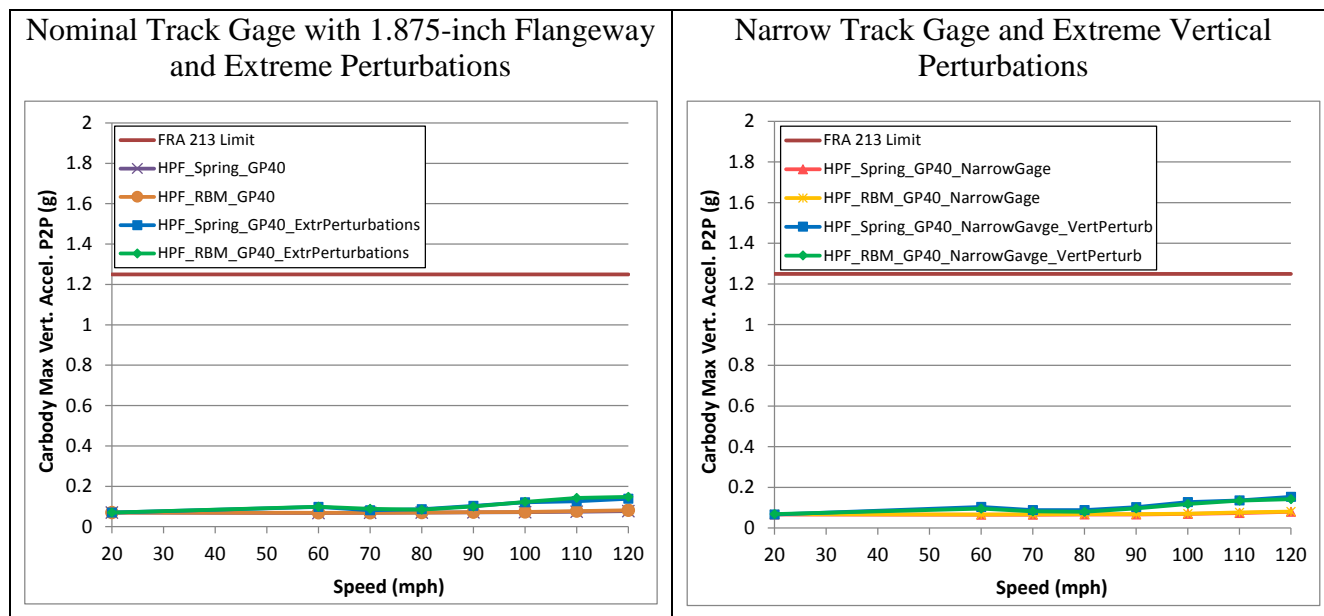 Nominal Track Gage with 1.875-inch Flangeway
and Extreme Perturbations
Carbody Max Vert. Accel. P2P (g)
2
1.8
1.6
1.4
1.2
1
0.8
0.6
0.4
0.2
0
FRA 213 Limit
HPF_Spring_GP40
HPF_RBM_GP40
HPF_Spring_GP40_ExtrPerturbations
HPF_RBM_GP40_ExtrPerturbations
20 30 40 50 60 70 80 90 100 110 120
Speed (mph)
Narrow Track Gage and Extreme Vertical
Perturbations
Carbody Max Vert. Accel. P2P (g)
2
1.8
1.6
1.4
1.2
1
0.8
0.6
0.4
0.2
0
FRA 213 Limit
HPF_Spring_GP40_NarrowGage
HPF_RBM_GP40_NarrowGage
HPF_Spring_GP40_NarrowGavge_VertPerturb
HPF_RBM_GP40_NarrowGavge_VertPerturb
20 30 40 50 60 70 80 90 100 110 120
Speed (mph)